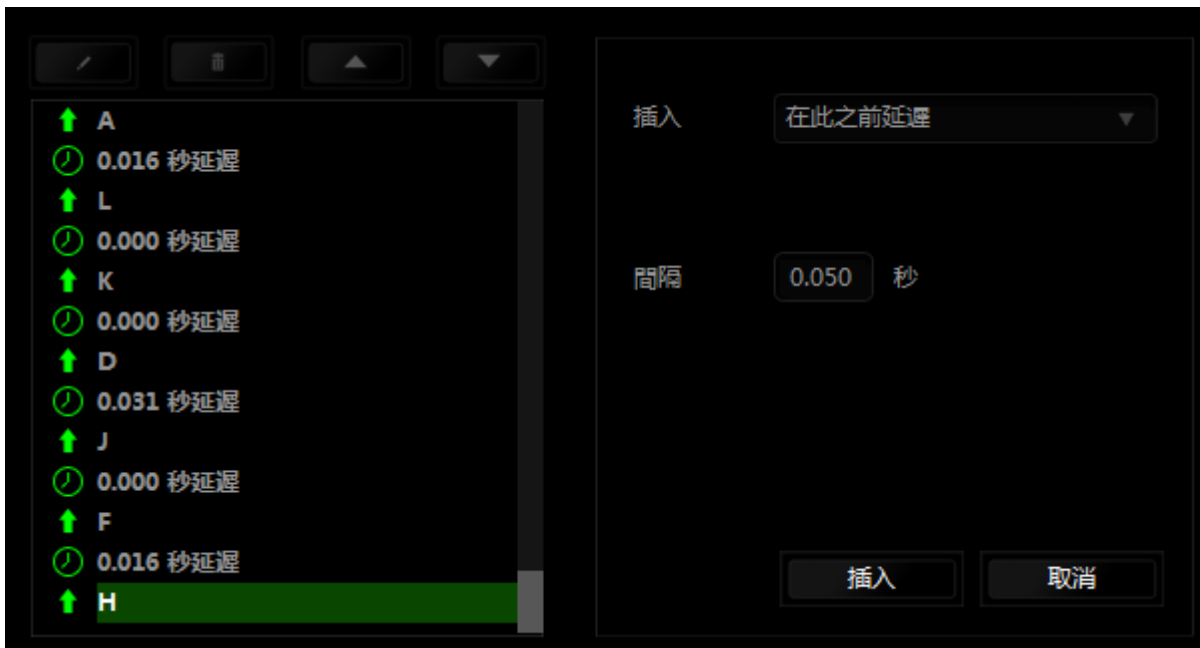 A
0.016 秒延遲
L
0.000 秒延遲
K
0.000 秒延遲
D
0.031 秒延遲
J
0.000 秒延遲
F
0.016 秒延遲
H
插入 在此之前延遲
間隔 0.050 秒
插入 取消